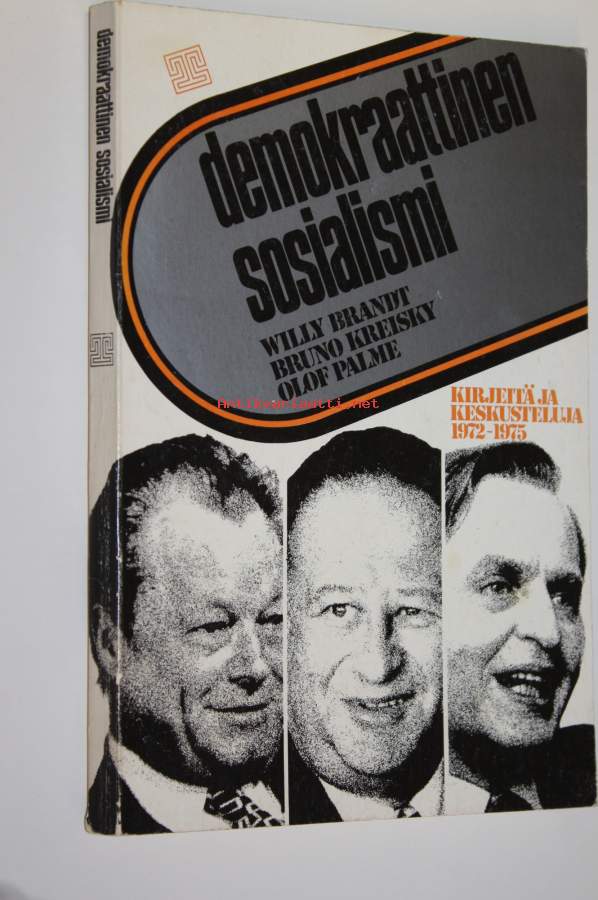 demokraattinen sosialismi
demokraattinen
sosialismi
WILLY BRANDT
BRUNO KREISKY
OLOF PALME
Antikvariaatti.net
KIRJEITÄ JA
KESKUSTELUJA
1972-1975